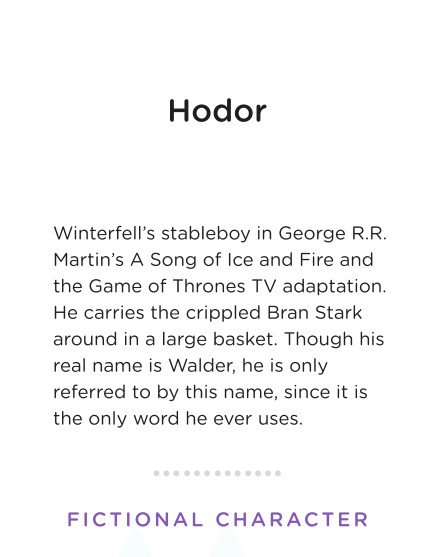 Hodor
Winterfell’s stableboy in George R.R.
Martin’s A Song of Ice and Fire and
the Game of Thrones TV adaptation.
He carries the crippled Bran Stark
around in a large basket. Though his
real name is Walder, he is only
referred to by this name, since it is
the only word he ever uses.
FICTIONAL CHARACTER